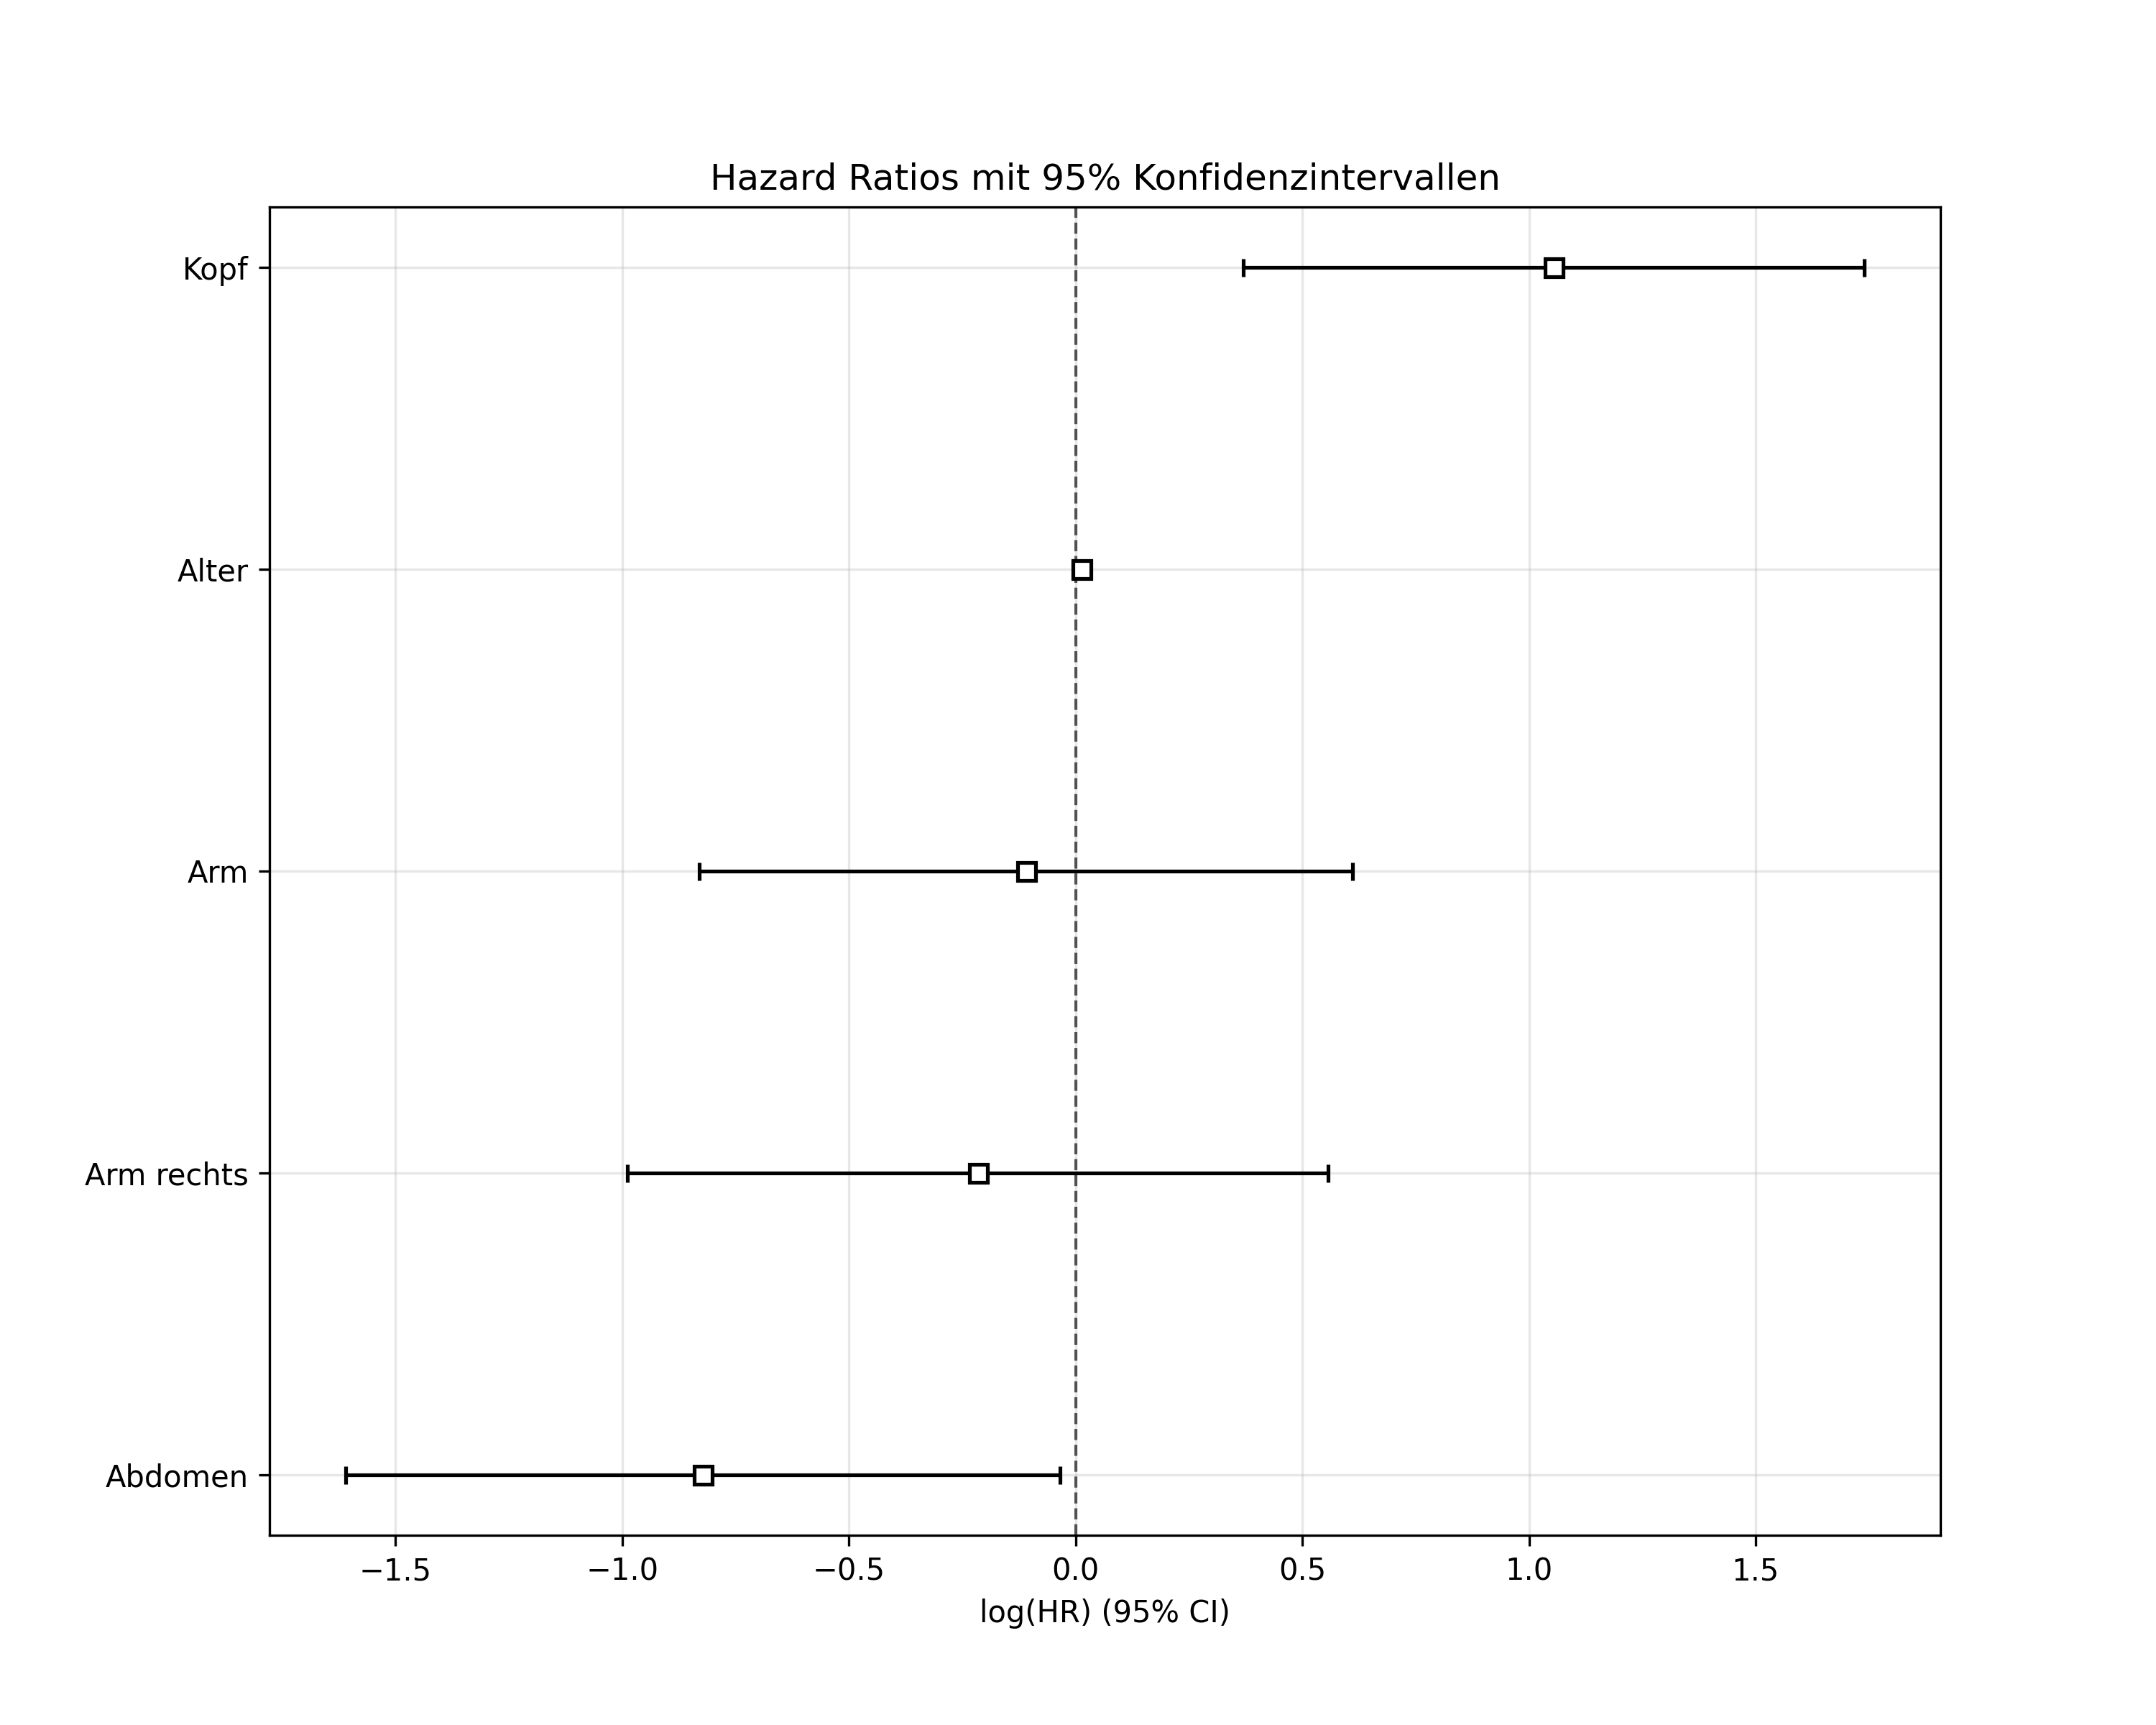 Hazard Ratios mit 95% Konfidenzintervallen
Kopf
Alter
Arm
Arm rechts
Abdomen
−1.5 −1.0 −0.5 0.0 0.5 1.0 1.5
log(HR) (95% CI)